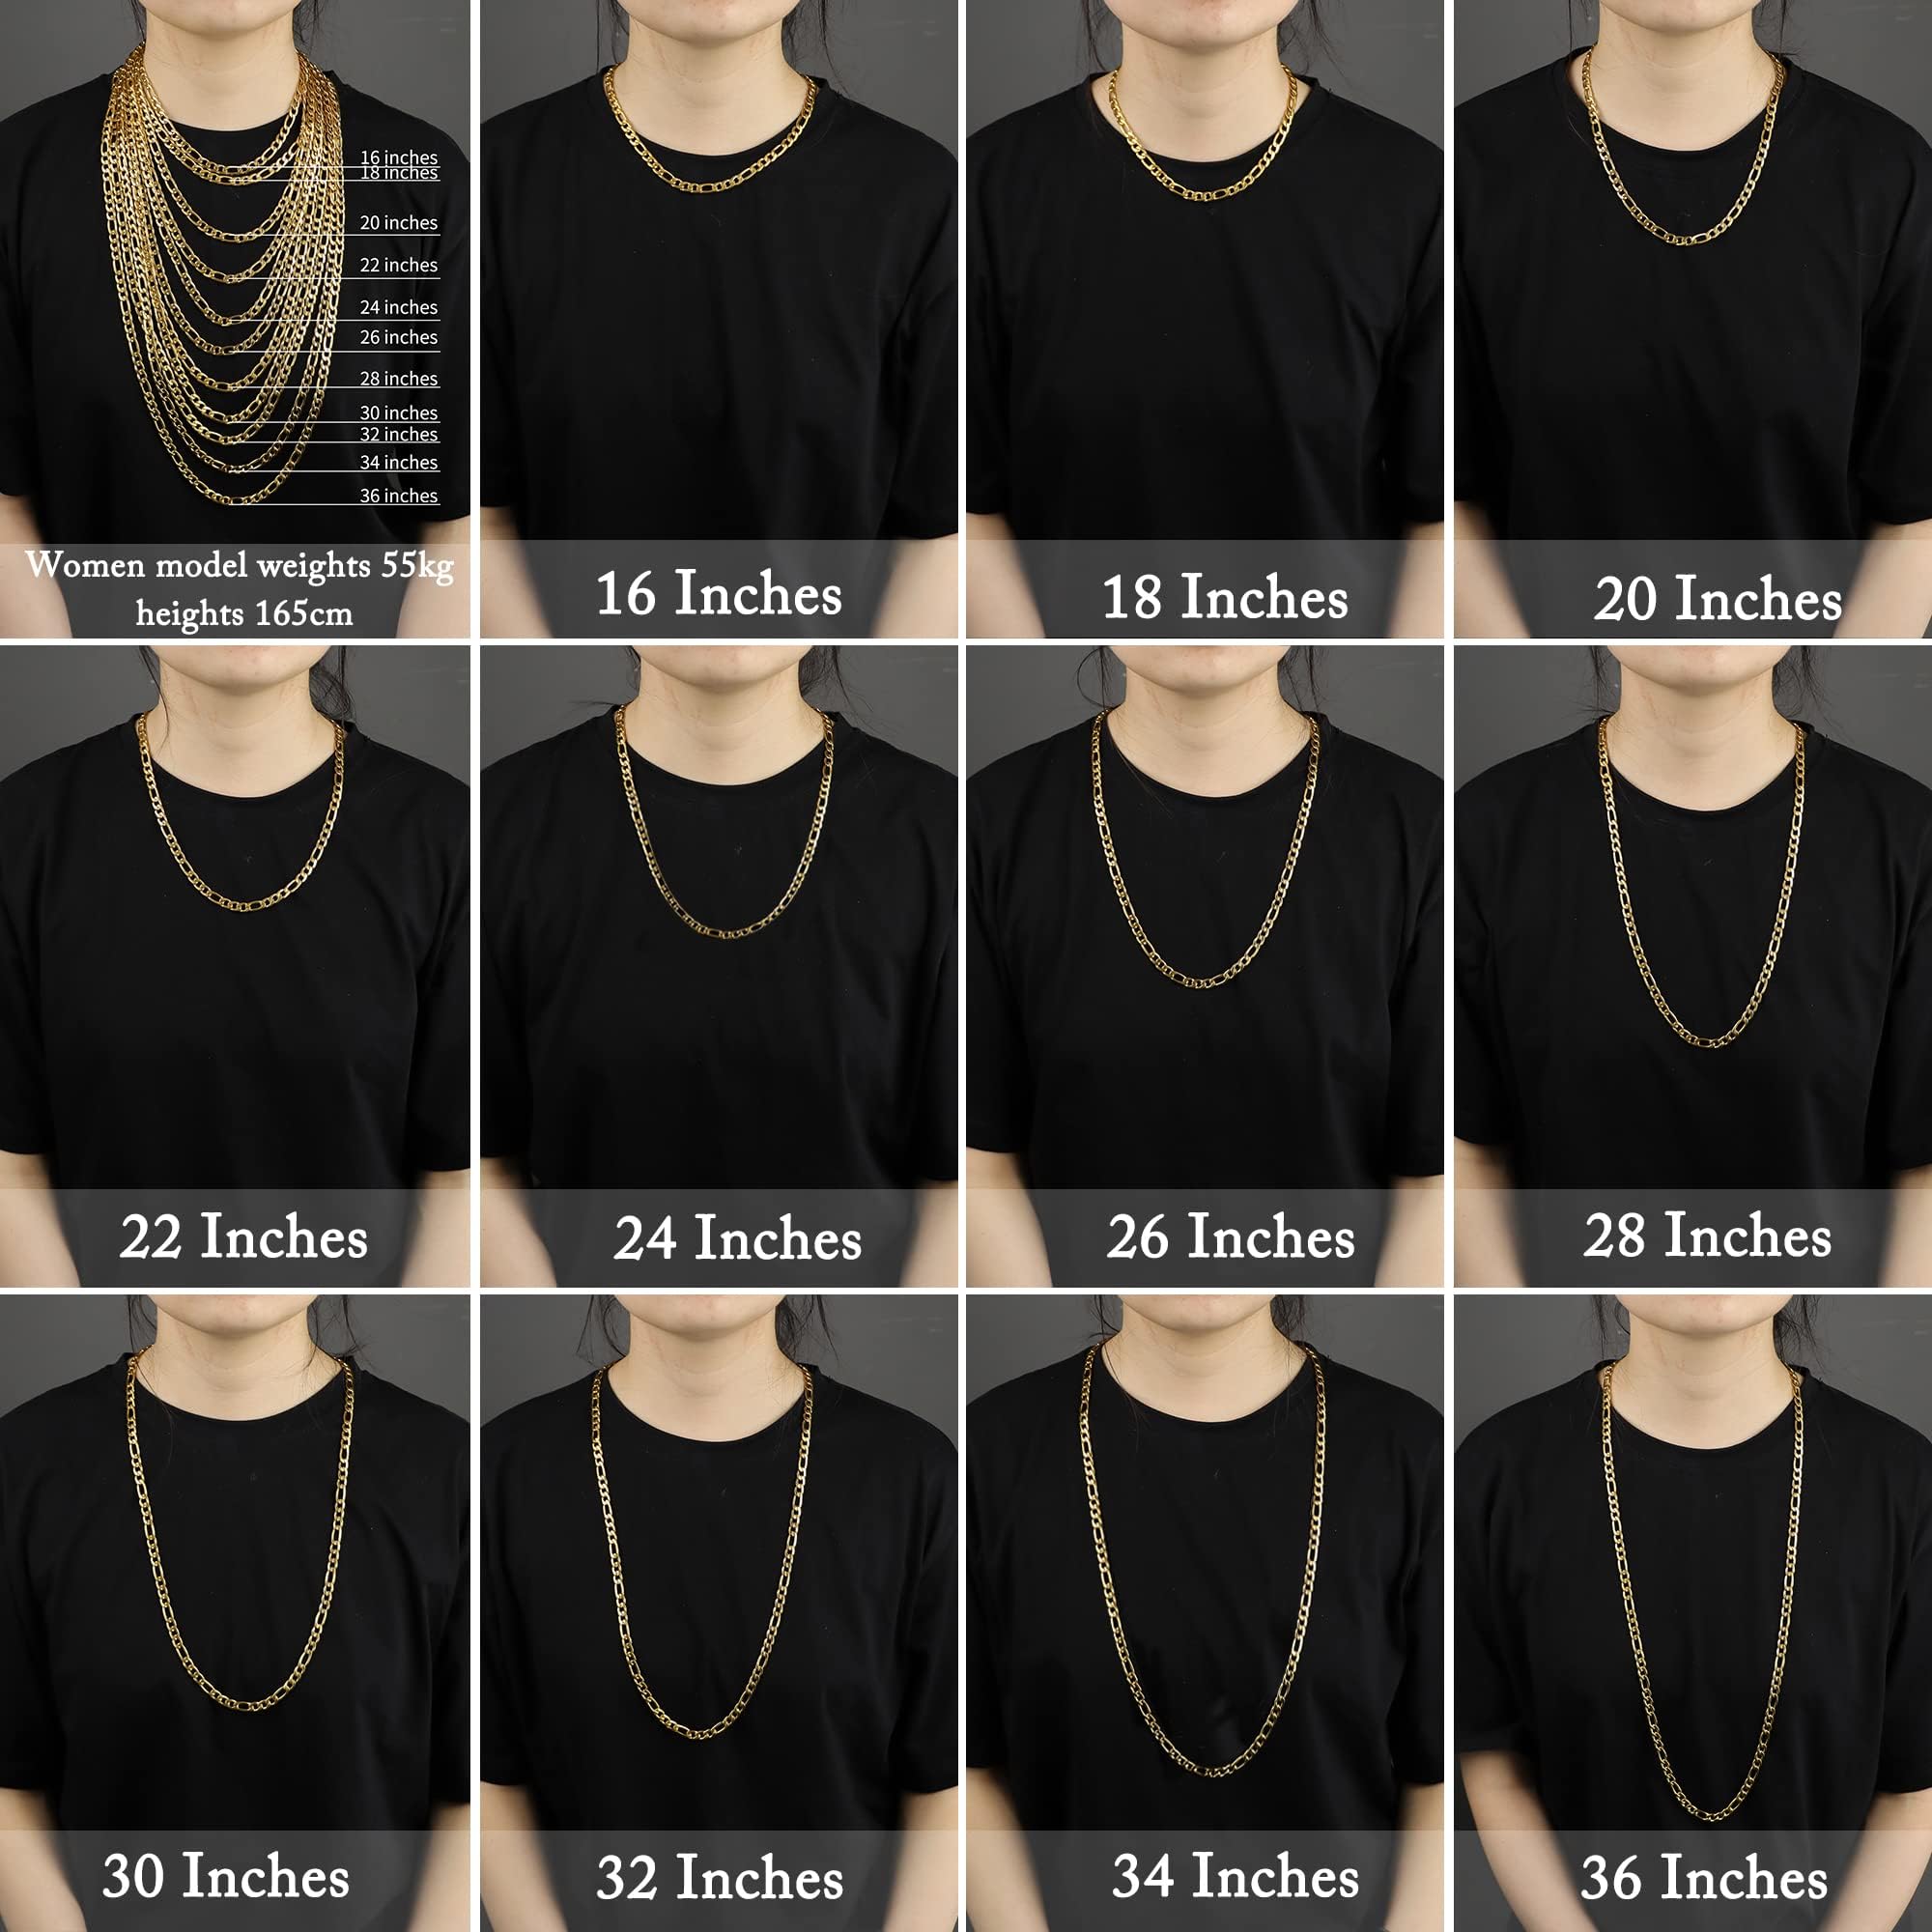 16 inches
18 inches
20 inches
22 inches
24 inches
26 inches
28 inches
30 inches
32 inches
34 inches
36 inches
Women model weights 55kg
heights 165cm
16 Inches
18 Inches
20 Inches
22 Inches
24 Inches
26 Inches
28 Inches
30 Inches
32 Inches
34 Inches
36 Inches